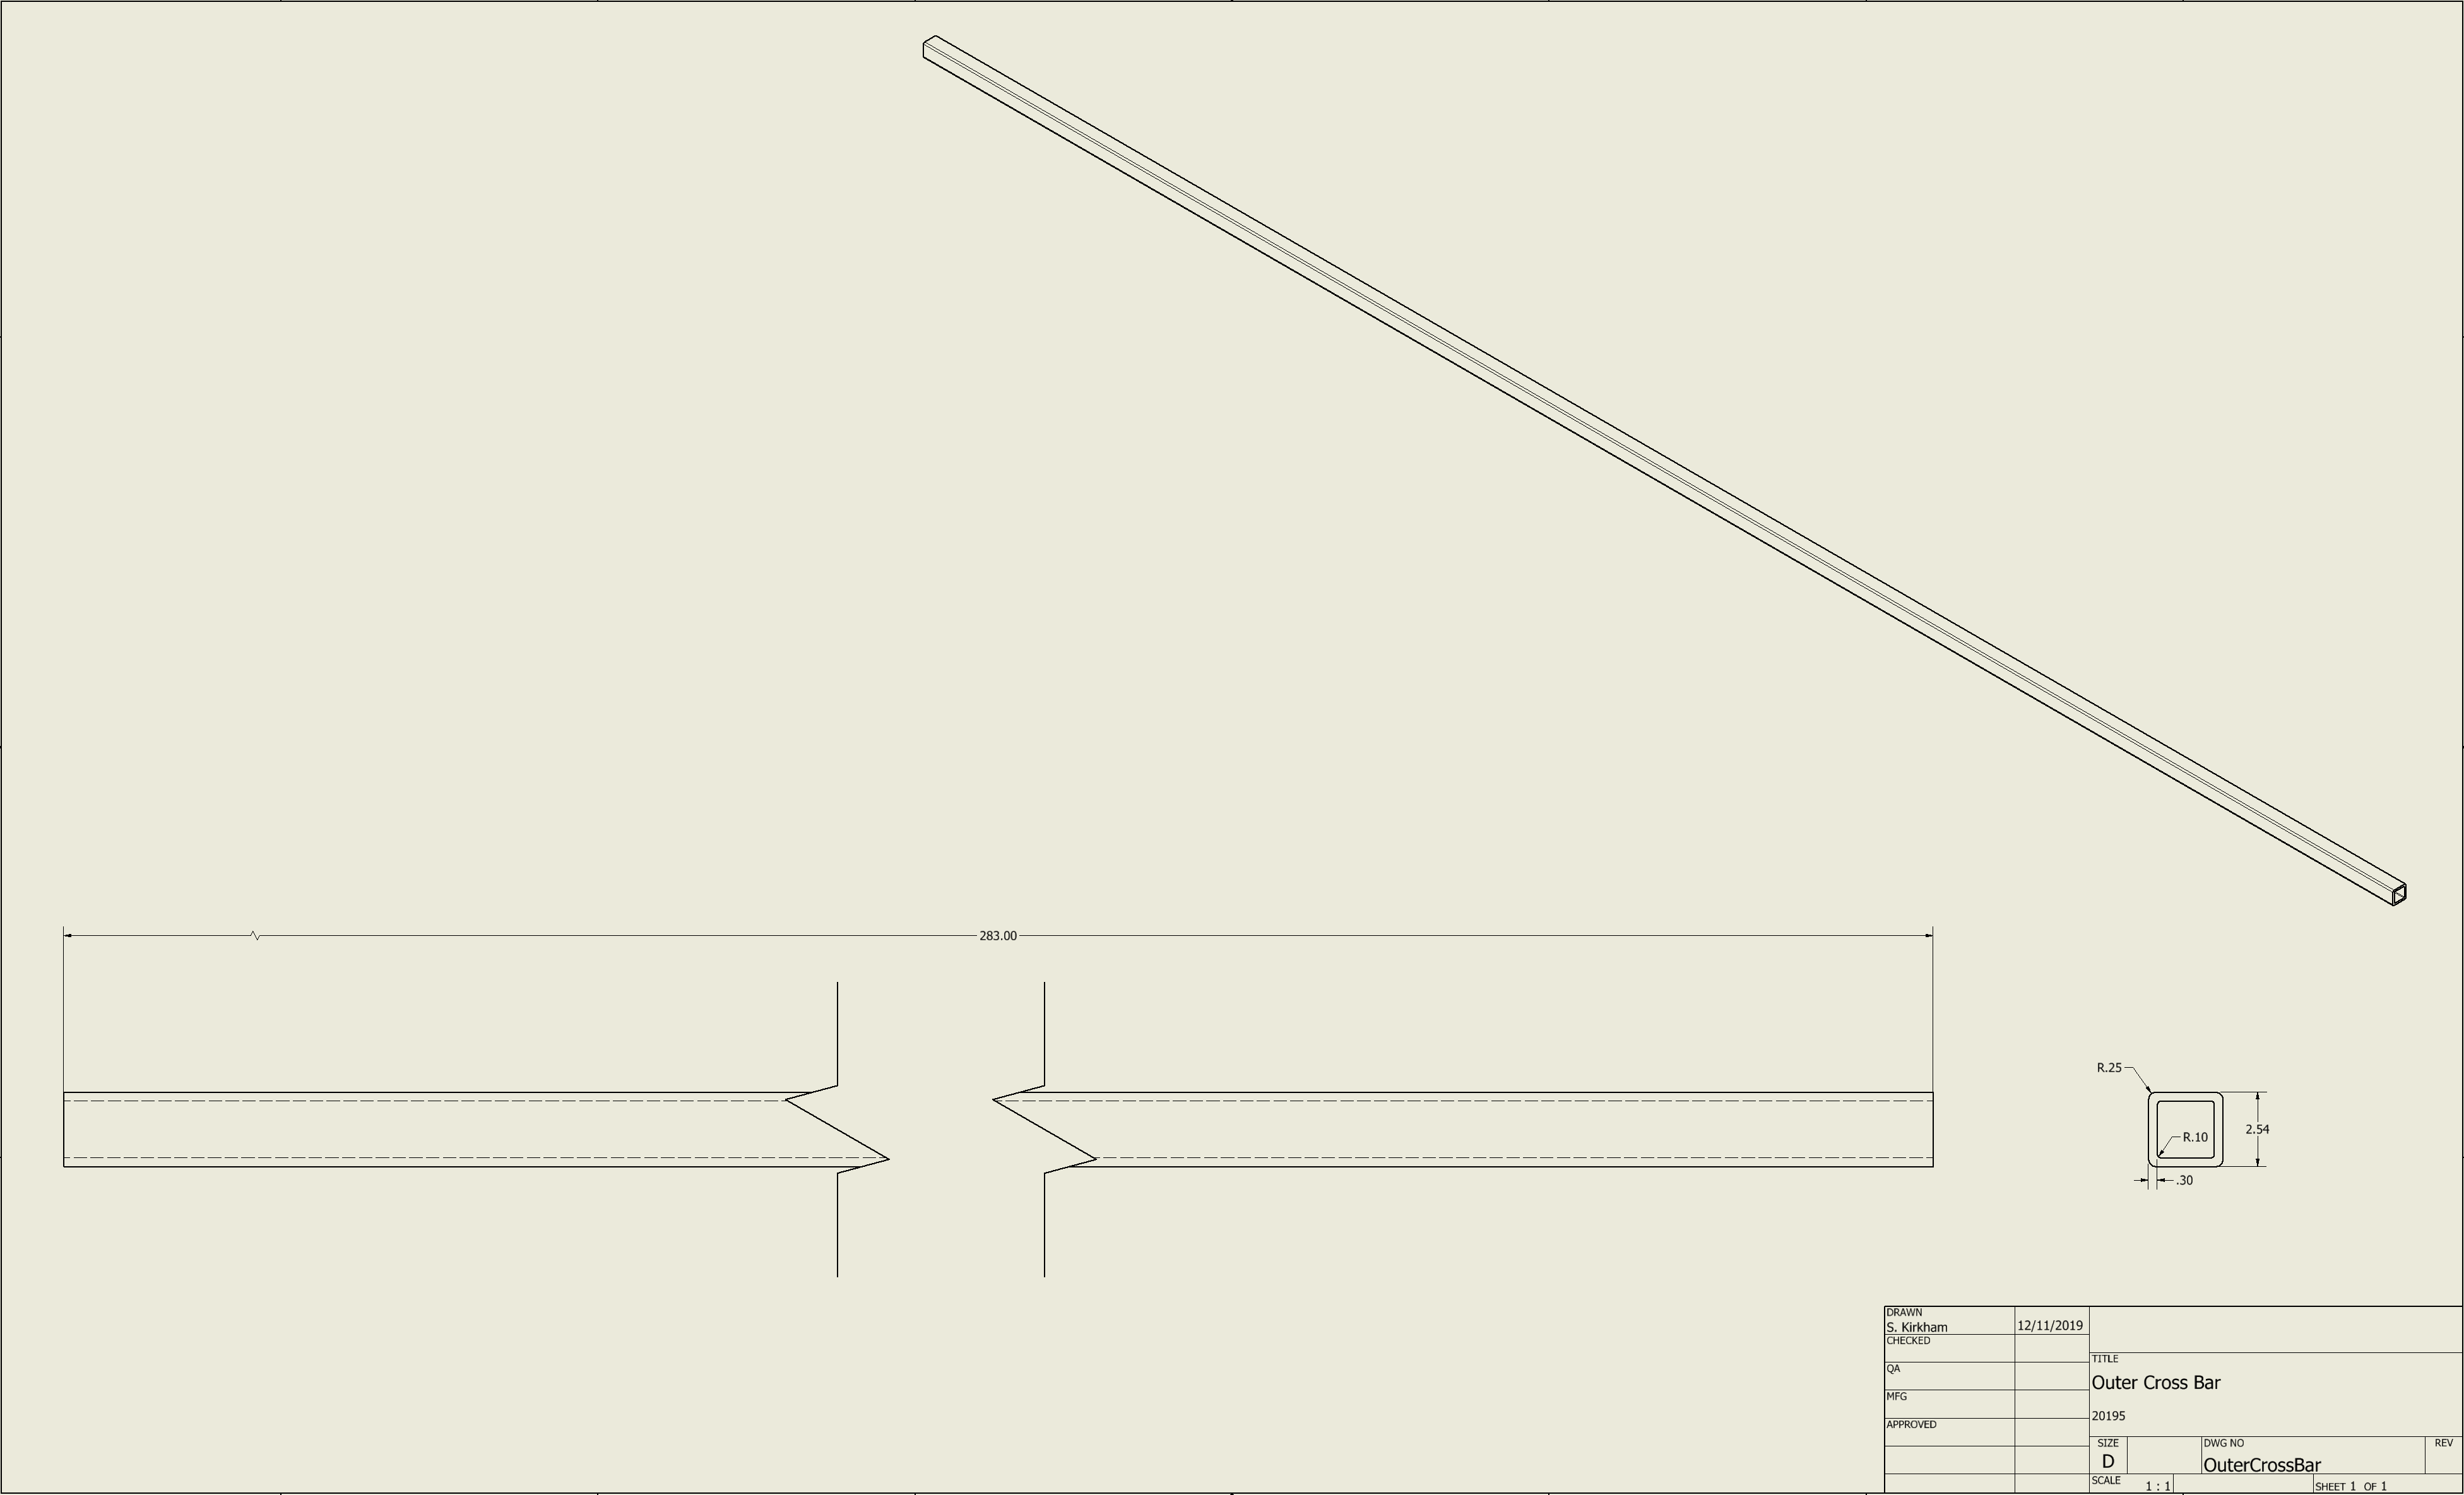 283.00
R.25
R.10
2.54
.30
DRAWN
S. Kirkham
12/11/2019
CHECKED
QA
MFG
APPROVED
TITLE
Outer Cross Bar
20195
SIZE
D
DWG NO
OuterCrossBar
REV
SCALE
1 : 1
SHEET 1 OF 1